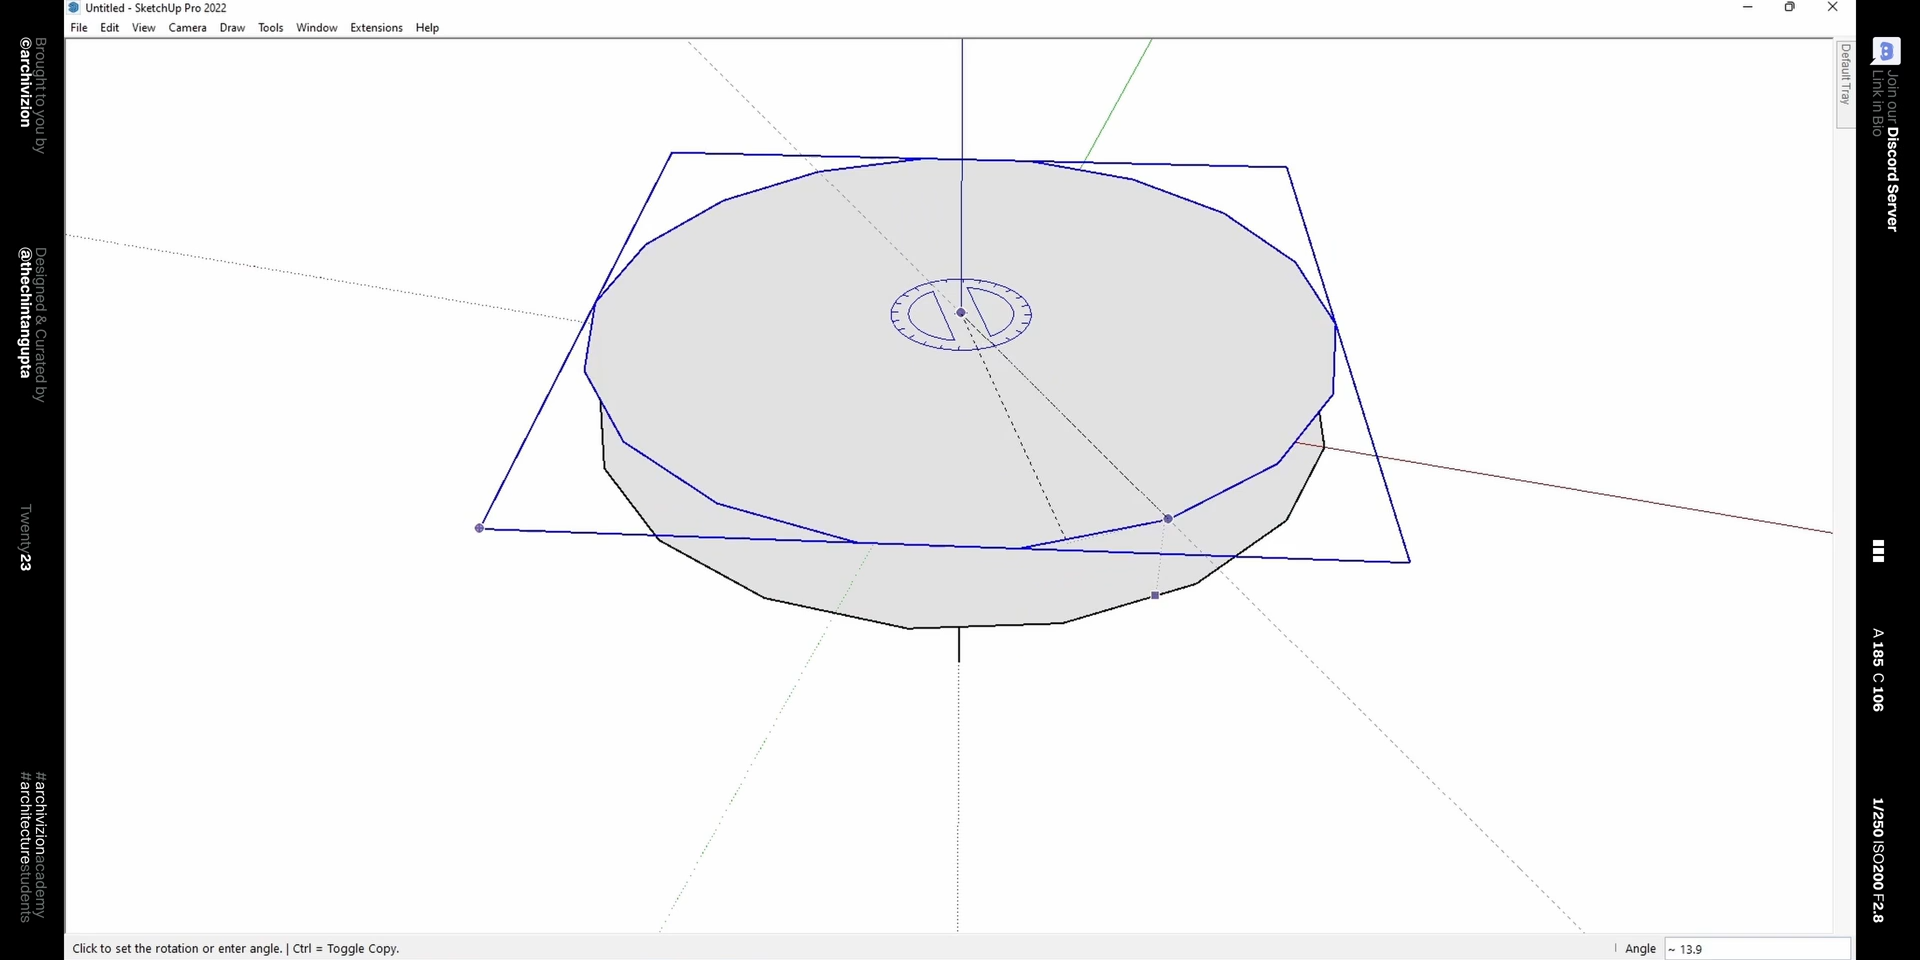 Untitled - SketchUp Pro 2022
File Edit View Camera Draw Tools Window Extensions Help
Default Tray
Brought to you by
©archivizion
Designed & Curated by
@thechintangupta
Twenty23
#archivizionacademy
#architecturestudents
Join our Discord Server
Link in Bio
A 185 C 106
1/250 ISO200 F2.8
Click to set the rotation or enter angle. | Ctrl = Toggle Copy.
Angle ~ 13.9